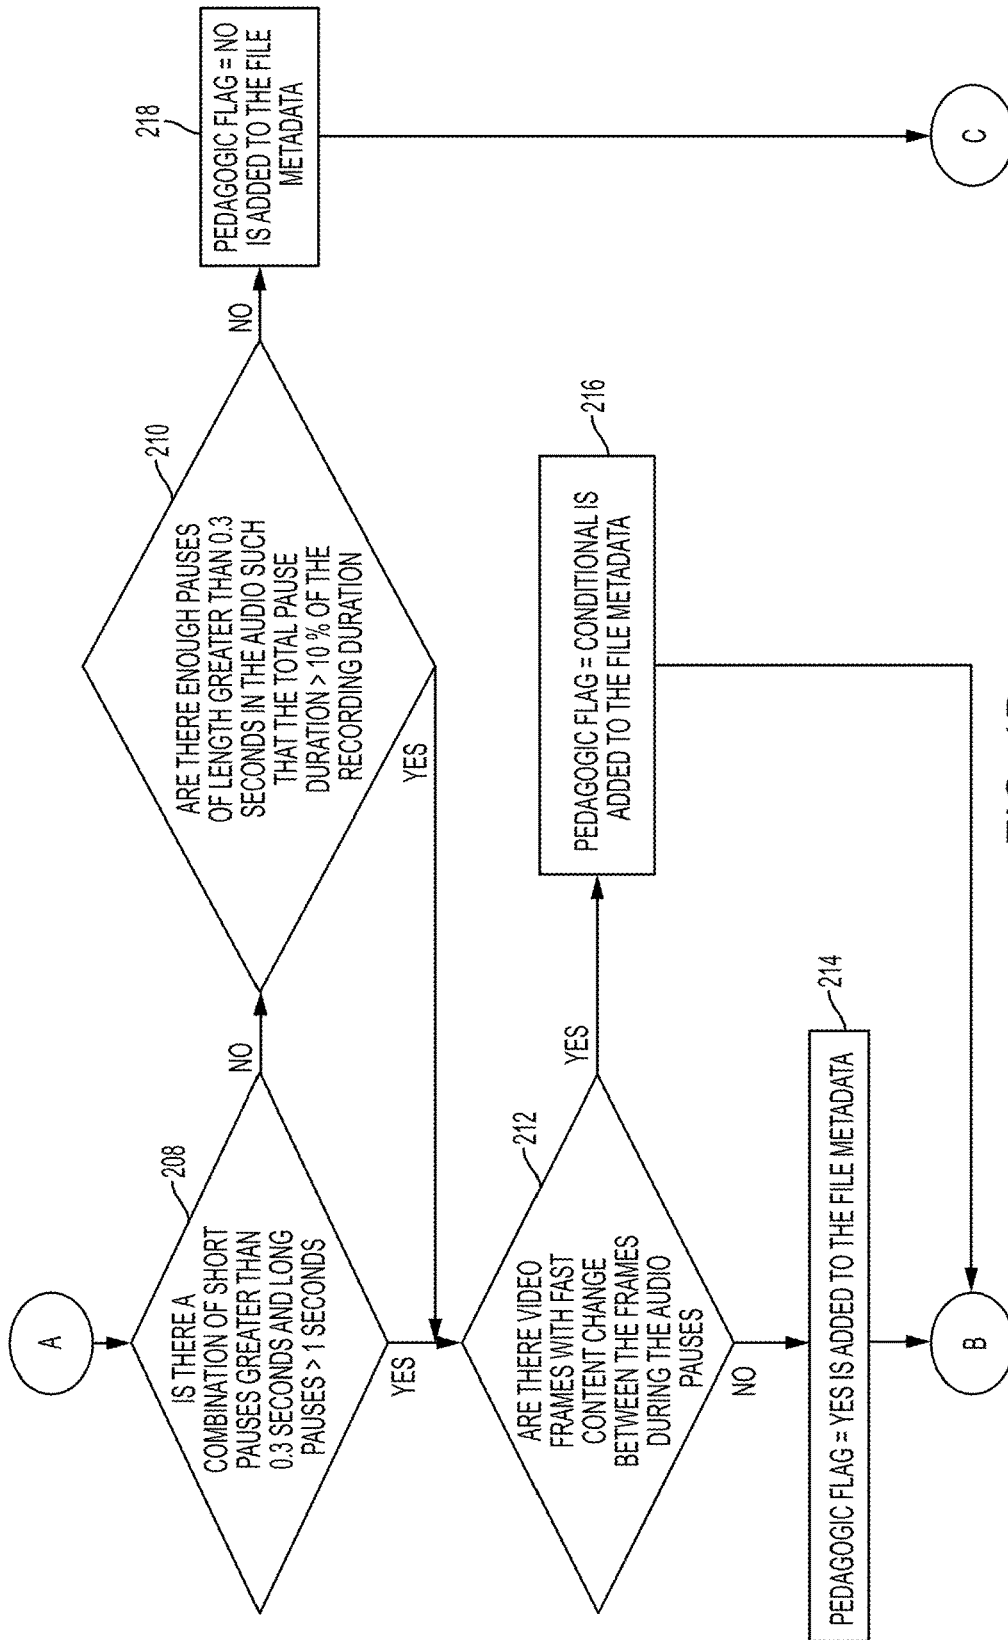 A
IS THERE A
COMBINATION OF SHORT
PAUSES GREATER THAN
0.3 SECONDS AND LONG
PAUSES > 1 SECONDS
208
NO
YES
ARE THERE ENOUGH PAUSES
OF LENGTH GREATER THAN 0.3
SECONDS IN THE AUDIO SUCH
THAT THE TOTAL PAUSE
DURATION > 10 % OF THE
RECORDING DURATION
210
NO
YES
PEDAGOGIC FLAG = NO
IS ADDED TO THE FILE
METADATA
218
ARE THERE VIDEO
FRAMES WITH FAST
CONTENT CHANGE
BETWEEN THE FRAMES
DURING THE AUDIO
PAUSES
212
YES
NO
PEDAGOGIC FLAG = CONDITIONAL IS
ADDED TO THE FILE METADATA
216
PEDAGOGIC FLAG = YES IS ADDED TO THE FILE METADATA
214
B
C